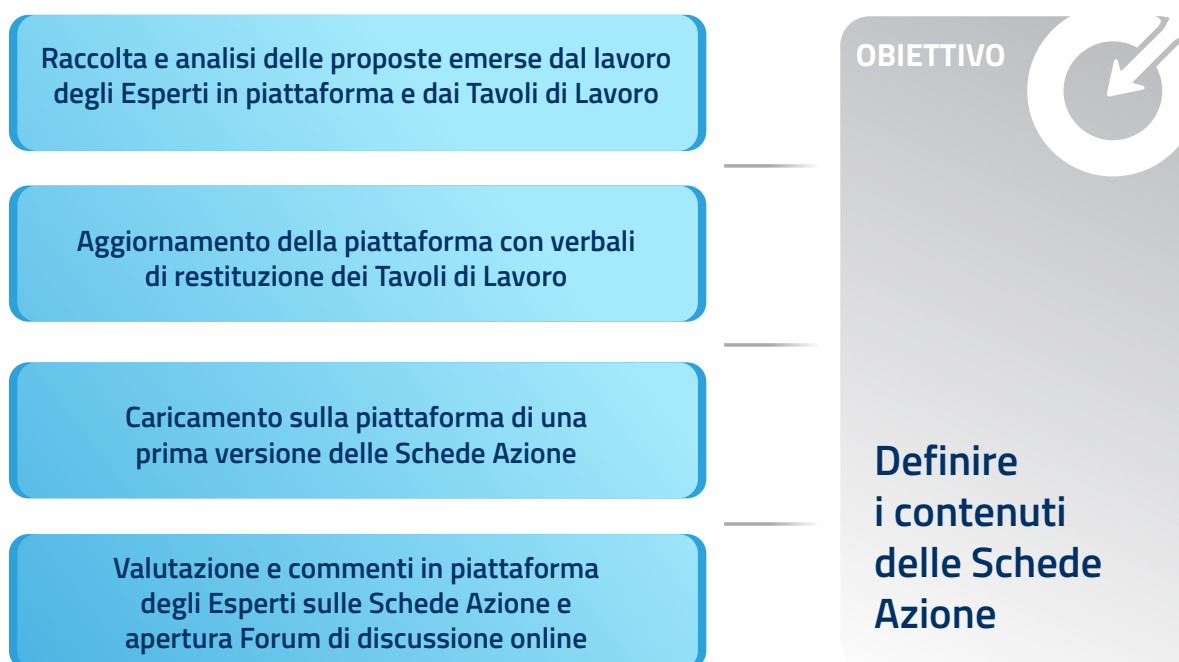 Raccolta e analisi delle proposte emerse dal lavoro
degli Esperti in piattaforma e dai Tavoli di Lavoro
Aggiornamento della piattaforma con verbali
di restituzione dei Tavoli di Lavoro
Caricamento sulla piattaforma di una
prima versione delle Schede Azione
Valutazione e commenti in piattaforma
degli Esperti sulle Schede Azione e
apertura Forum di discussione online
OBIETTIVO
Definire
i contenuti
delle Schede
Azione